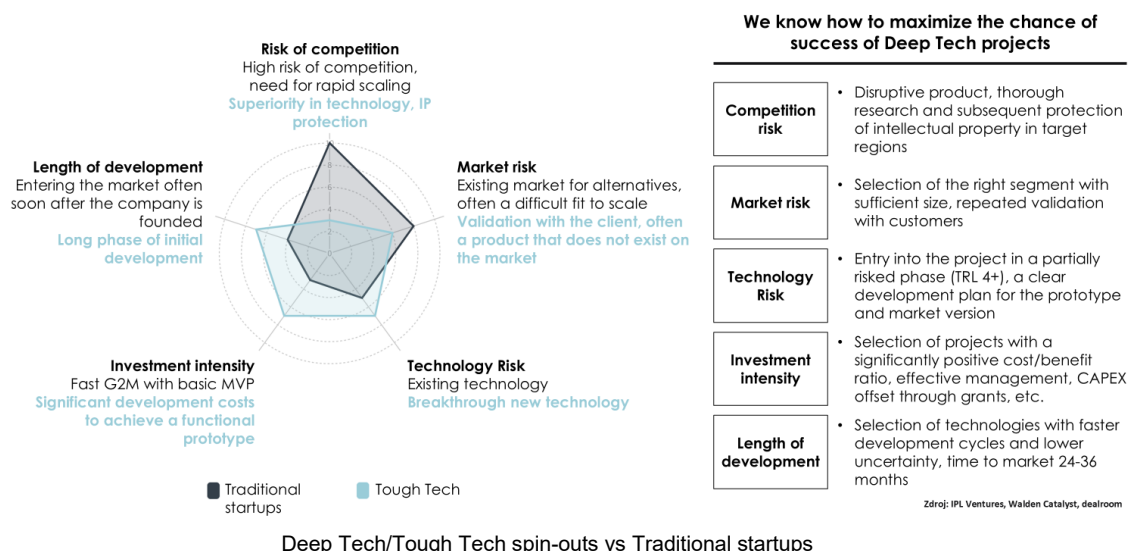 We know how to maximize the chance of
success of Deep Tech projects
Risk of competition
High risk of competition,
need for rapid scaling
Superiority in technology, IP
protection
Length of development
Entering the market often
soon after the company is
founded
Long phase of initial
development
Market risk
Existing market for alternatives,
often a difficult fit to scale
Validation with the client, often
a product that does not exist on
the market
8
6
4
2
0
Investment intensity
Fast G2M with basic MVP
Significant development costs
to achieve a functional
prototype
Technology Risk
Existing technology
Breakthrough new technology
Traditional
startups
Tough Tech
Competition
risk
• Disruptive product, thorough
research and subsequent protection
of intellectual property in target
regions
Market risk
• Selection of the right segment with
sufficient size, repeated validation
with customers
Technology
Risk
• Entry into the project in a partially
risked phase (TRL 4+), a clear
development plan for the prototype
and market version
Investment
intensity
• Selection of projects with a
significantly positive cost/benefit
ratio, effective management, CAPEX
offset through grants, etc.
Length of
development
• Selection of technologies with faster
development cycles and lower
uncertainty, time to market 24-36
months
Zdroj: IPL Ventures, Walden Catalyst, dealroom
Deep Tech/Tough Tech spin-outs vs Traditional startups